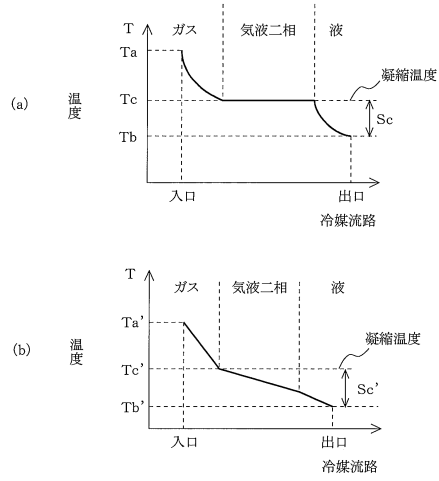 T
ガス
気液二相
液
Ta
凝縮温度
(a)
温度
Tc
Sc
Tb
入口
出口
冷媒流路
T
ガス
気液二相
液
Ta'
凝縮温度
(b)
温度
Tc'
Sc'
Tb'
入口
出口
冷媒流路